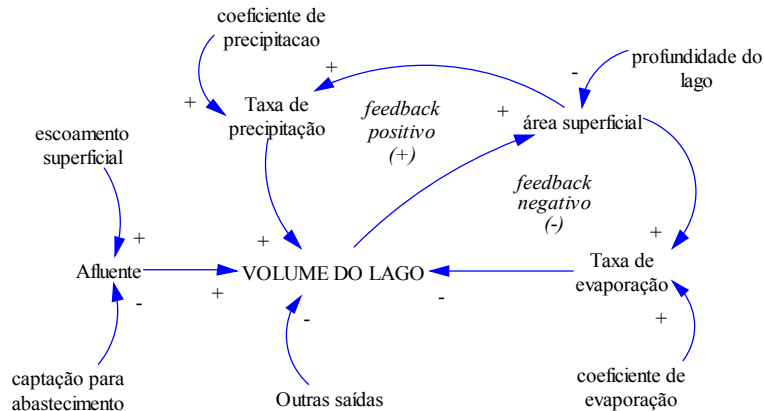 coeficiente de
precipitacao
+
+
-
profundidade do
lago
+
Taxa de
precipitação
feedback
positivo
(+)
+
área superficial
escoamento
superficial
feedback
negativo
(-)
+
+
+
Afluente
+
VOLUME DO LAGO
-
Taxa de
evaporação
-
-
+
captação para
abastecimento
Outras saídas
coeficiente de
evaporação